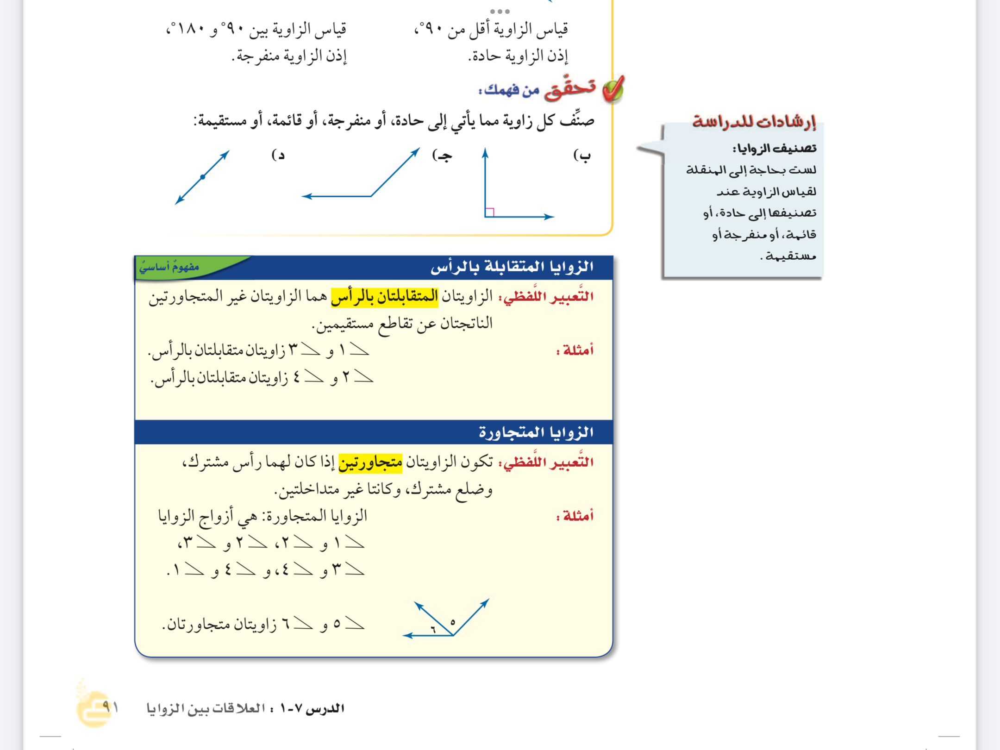 قياس الزاوية أقل من ٩٠°،
إذن الزاوية حادة.
قياس الزاوية بين ٩٠° و ١٨٠°،
إذن الزاوية منفرجة.
تحقَّق من فهمك:
صنِّف كل زاوية مما يأتي إلى حادة، أو منفرجة، أو قائمة، أو مستقيمة:
ب)
جـ)
د)
إرشادات للدراسة
تصنيف الزوايا:
لست بحاجة إلى المنقلة
لقياس الزاوية عند
تصنيفها إلى حادة، أو
قائمة، أو منفرجة أو
مستقيمة.
الزوايا المتقابلة بالرأس
مفهومٌ أساسيٌ
التَّعبير اللَّفظي: الزاويتان المتقابلتان بالرأس هما الزاويتان غير المتجاورتين
الناتجتان عن تقاطع مستقيمين.
أمثلة: ∠١ و ∠٣ زاويتان متقابلتان بالرأس.
∠٢ و ∠٤ زاويتان متقابلتان بالرأس.
الزوايا المتجاورة
التَّعبير اللَّفظي: تكون الزاويتان متجاورتين إذا كان لهما رأس مشترك،
وضلع مشترك، وكانتا غير متداخلتين.
أمثلة: الزوايا المتجاورة: هي أزواج الزوايا
∠١ و ∠٢، ∠٢ و ∠٣،
∠٣ و ∠٤، و ∠٤ و ∠١.
٥
٦
∠٥ و ∠٦ زاويتان متجاورتان.
الدرس ٧-١ : العلاقات بين الزوايا ٩١